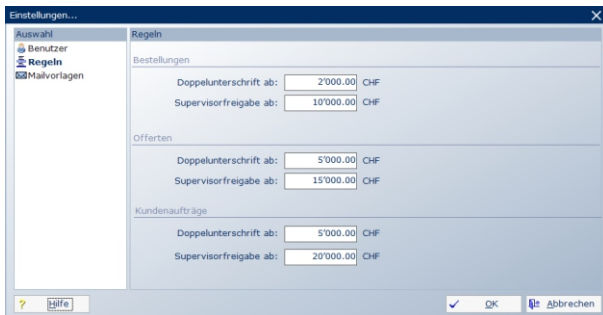 Einstellungen...
Auswahl
Benutzer
Regeln
Mailvorlagen
Regeln
Bestellungen
Doppelunterschrift ab: 2'000.00 CHF
Supervisorfreigabe ab: 10'000.00 CHF
Offerten
Doppelunterschrift ab: 5'000.00 CHF
Supervisorfreigabe ab: 15'000.00 CHF
Kundenaufträge
Doppelunterschrift ab: 5'000.00 CHF
Supervisorfreigabe ab: 20'000.00 CHF
? Hilfe
OK
Abbrechen